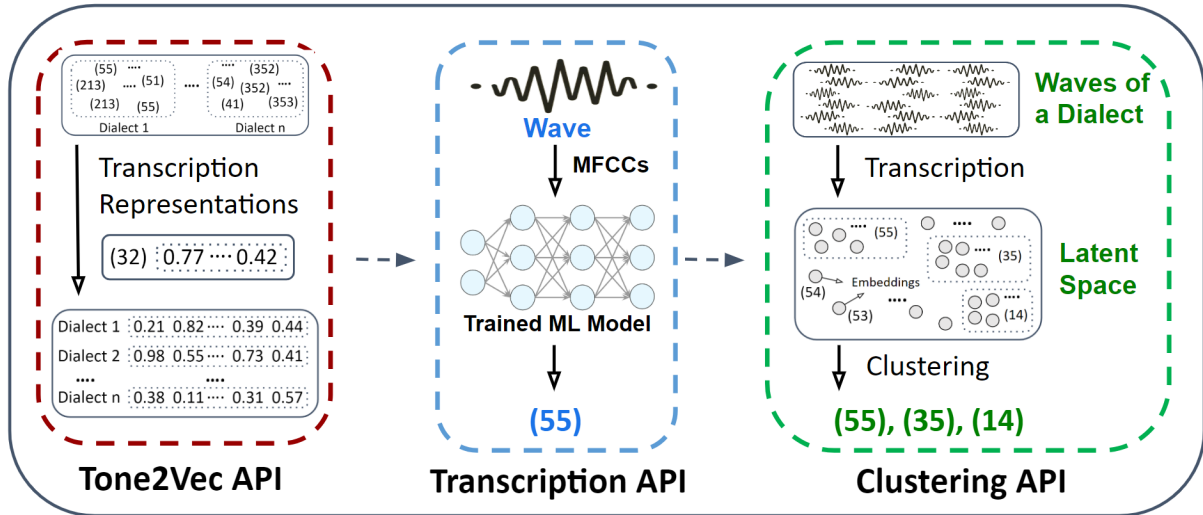 (55) ···· (51)
(213) ····
(213) (55)
Dialect 1
····
···· (352)
(54) (352) ····
(41) (353)
Dialect n
Transcription
Representations
(32) 0.77 ···· 0.42
Dialect 1 0.21 0.82 ···· 0.39 0.44
Dialect 2 0.98 0.55 ···· 0.73 0.41
···· ····
Dialect n 0.38 0.11 ···· 0.31 0.57
Tone2Vec API
Wave
MFCCs
Trained ML Model
(55)
Transcription API
Waves of
a Dialect
Transcription
(55) ····
···· (35)
(54) Embeddings
(53) ····
···· (14)
Latent
Space
Clustering
(55), (35), (14)
Clustering API